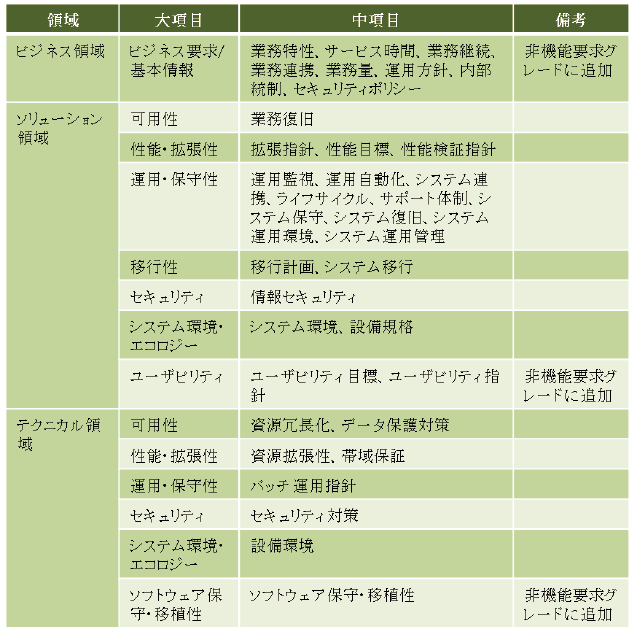 領域 大項目 中項目 備考
ビジネス領域 ビジネス要求/ 業務特性、サービス時間、業務継続、 非機能要求グ
基本情報 業務連携、業務量、運用方針、内部 レードに追加
統制、セキュリティポリシー
ソリューション 可用性 業務復旧
領域 性能・拡張性 拡張指針、性能目標、性能検証指針
運用・保守性 運用監視、運用自動化、システム連
携、ライフサイクル、サポート体制、シ
ステム保守、システム復旧、システム
運用環境、システム運用管理
移行性 移行計画、システム移行
セキュリティ 情報セキュリティ
システム環境・ システム環境、設備規格
エコロジー
ユーザビリティ ユーザビリティ目標、ユーザビリティ指 非機能要求グ
針 レードに追加
テクニカル領 可用性 資源冗長化、データ保護対策
域 性能・拡張性 資源拡張性、帯域保証
運用・保守性 バッチ運用指針
セキュリティ セキュリティ対策
システム環境・ 設備環境
エコロジー
ソフトウェア保 ソフトウェア保守・移植性 非機能要求グ
守・移植性 レードに追加